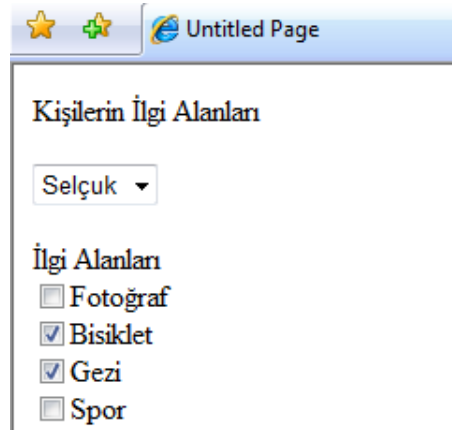 Untitled Page
Kişilerin İlgi Alanları
Selçuk
İlgi Alanları
Fotoğraf
Bisiklet
Gezi
Spor